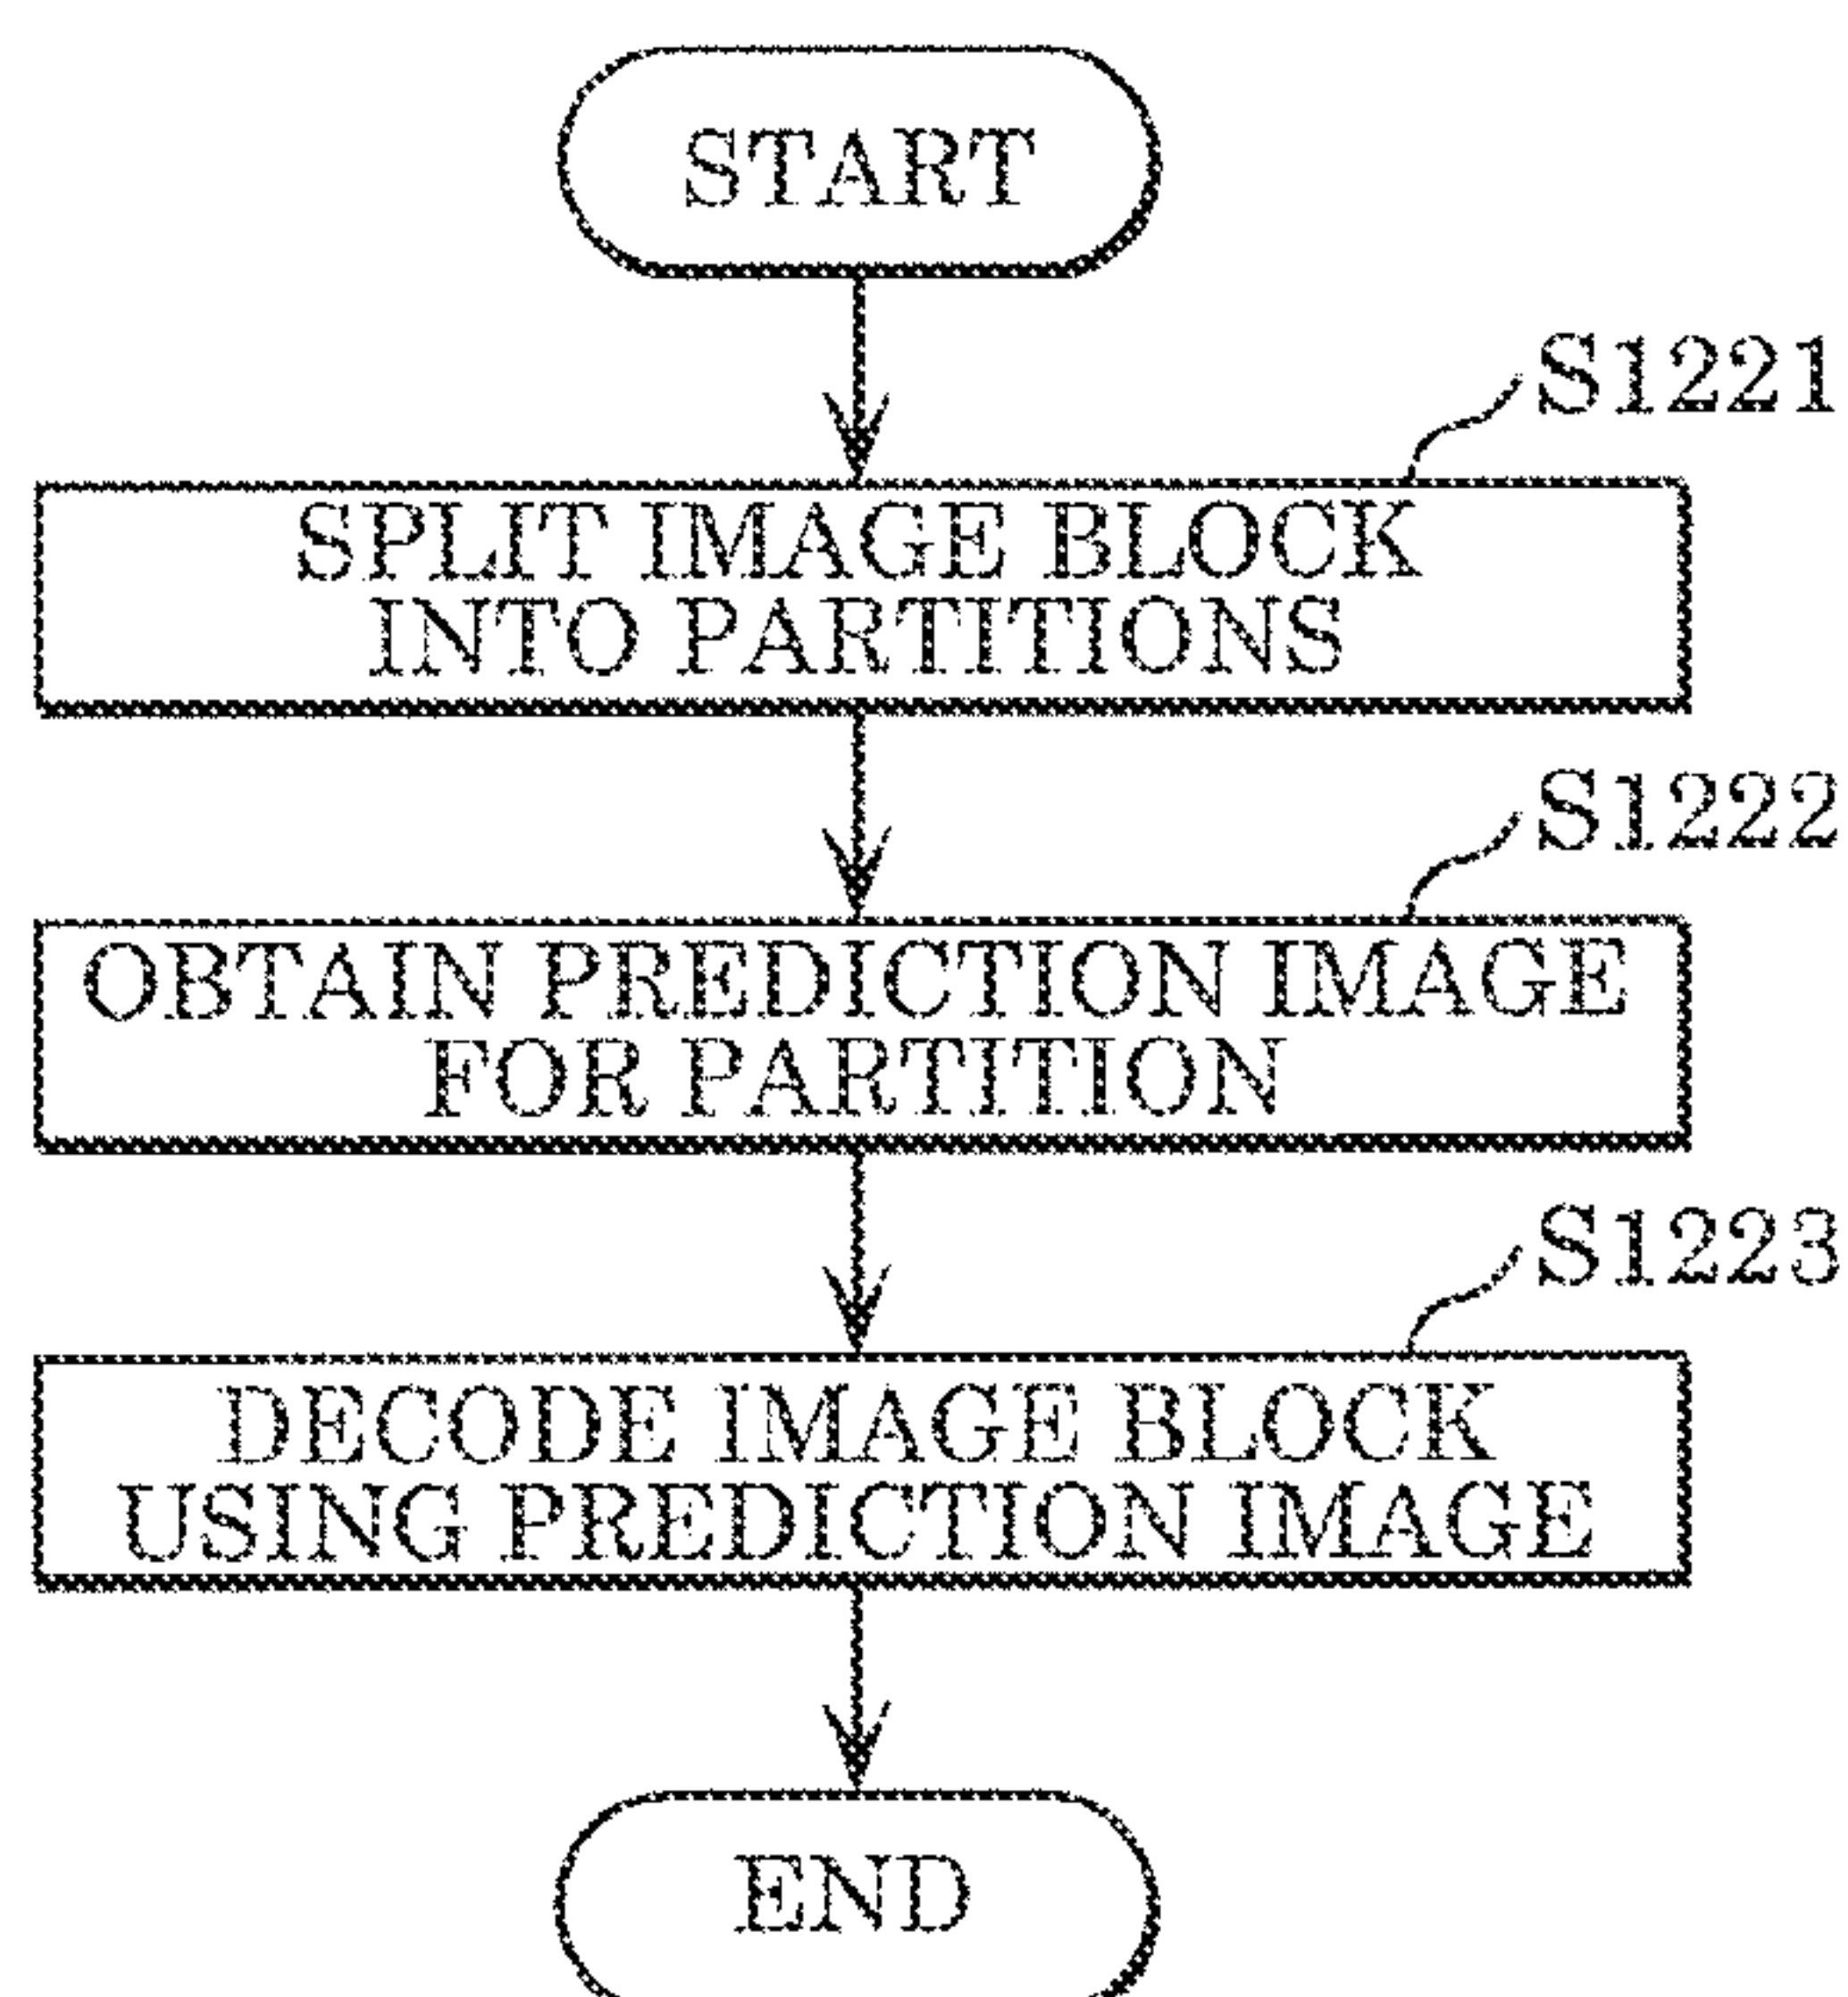 START
S1221
SPLIT IMAGE BLOCK
INTO PARTITIONS
S1222
OBTAIN PREDICTION IMAGE
FOR PARTITION
S1223
DECODE IMAGE BLOCK
USING PREDICTION IMAGE
END